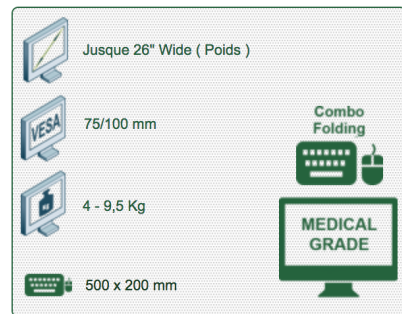 Jusque 26" Wide ( Poids )
VESA
75/100 mm
4 - 9,5 Kg
500 x 200 mm
Combo
Folding
MEDICAL
GRADE